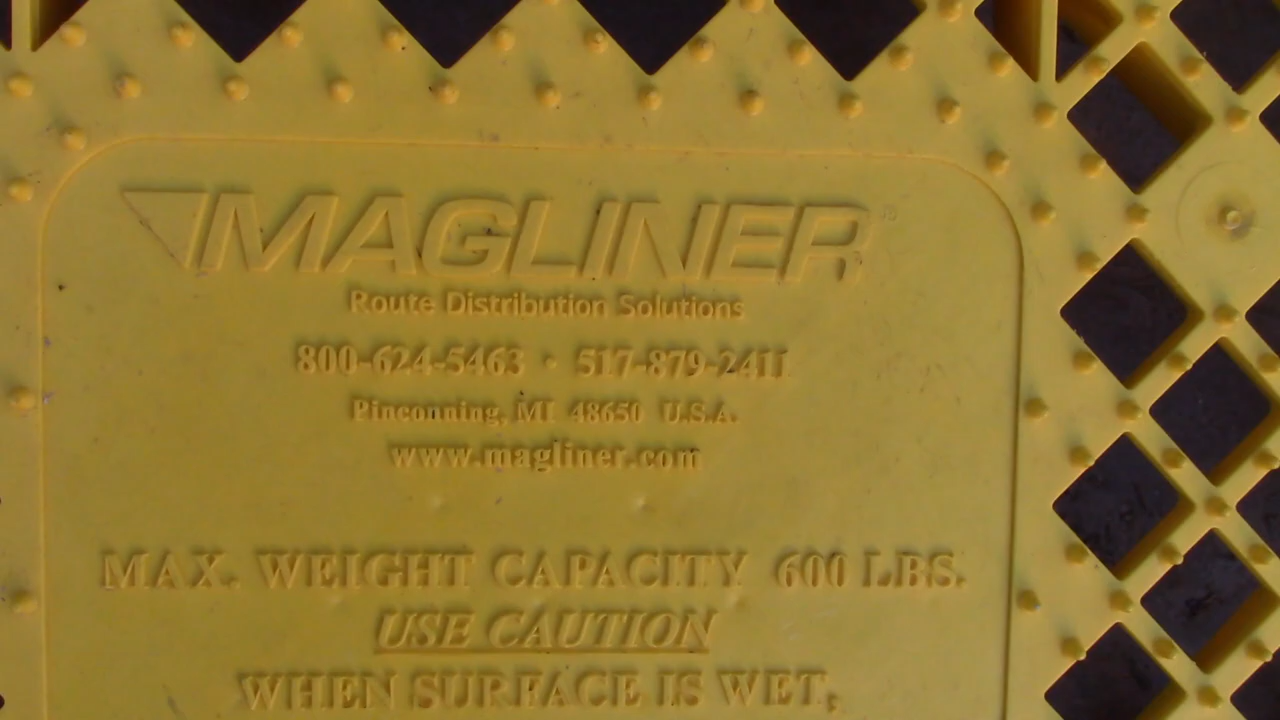 MAGLINER®
Route Distribution Solutions
800-624-5463 · 517-879-2411
Pinconning, MI 48650 U.S.A.
www.magliner.com
MAX. WEIGHT CAPACITY 600 LBS.
USE CAUTION
WHEN SURFACE IS WET,